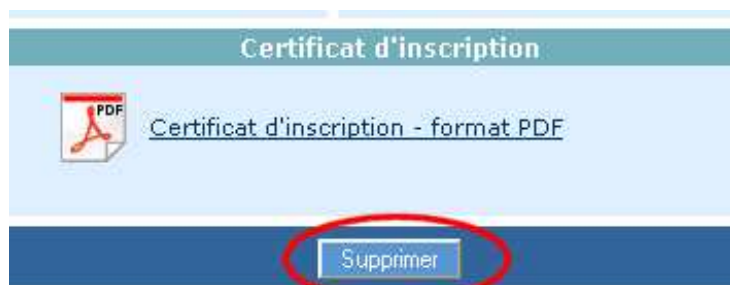 Certificat d'inscription
PDF
Certificat d'inscription - format PDF
Supprimer